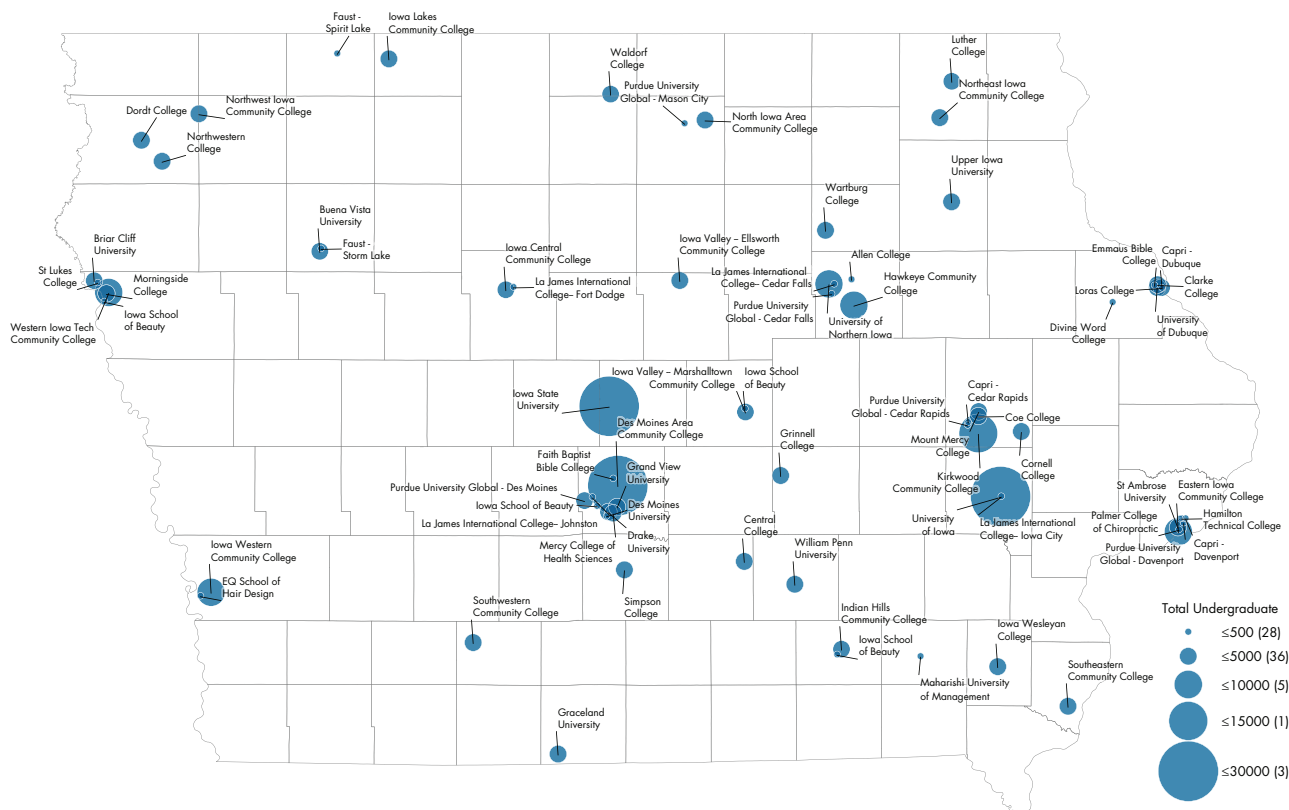 Faust -
Spirit Lake
Iowa Lakes
Community College
Waldorf
College
Luther
College
Purdue University
Global - Mason City
Northeast Iowa
Community College
Dordt College
Northwest Iowa
Community College
North Iowa Area
Community College
Northwestern
College
Upper Iowa
University
Wartburg
College
Buena Vista
University
Faust -
Storm Lake
Briar Cliff
University
Iowa Central
Community College
Iowa Valley – Ellsworth
Community College
Allen College
Emmaus Bible
College
Capri -
Dubuque
St Lukes
College
Morningside
College
La James International
College– Fort Dodge
La James International
College– Cedar Falls
Hawkeye Community
College
Loras College
Clarke
College
Iowa School
of Beauty
Western Iowa Tech
Community College
Purdue University
Global - Cedar Falls
University of
Northern Iowa
Divine Word
College
University
of Dubuque
Iowa State
University
Iowa Valley – Marshalltown
Community College
Iowa School
of Beauty
Capri -
Cedar Rapids
Purdue University
Global - Cedar Rapids
Coe College
Des Moines Area
Community College
Grinnell
College
Mount Mercy
College
Faith Baptist
Bible College
Grand View
University
Cornell
College
Kirkwood
Community College
Purdue University Global - Des Moines
St Ambrose
University
Eastern Iowa
Community College
Iowa School of Beauty
Des Moines
University
La James International College– Johnston
Central
College
University
of Iowa
La James International
College– Iowa City
Palmer College
of Chiropractic
Hamilton
Technical College
Drake
University
Mercy College of
Health Sciences
William Penn
University
Purdue University
Global - Davenport
Capri -
Davenport
Iowa Western
Community College
EQ School of
Hair Design
Simpson
College
Southwestern
Community College
Indian Hills
Community College
Iowa School
of Beauty
Iowa Wesleyan
College
Maharishi University
of Management
Southeastern
Community College
Graceland
University
Total Undergraduate
≤500 (28)
≤5000 (36)
≤10000 (5)
≤15000 (1)
≤30000 (3)